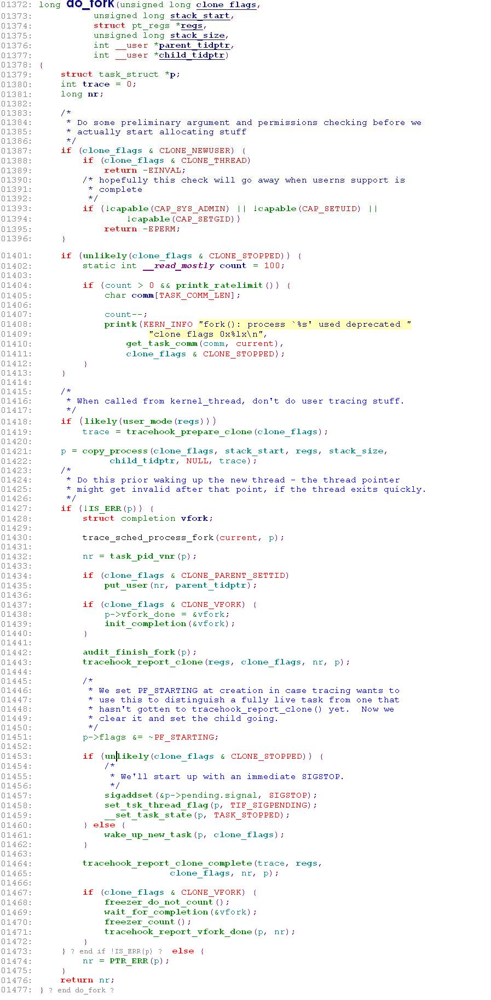 01372: long do_fork(unsigned long clone_flags,
01373:           unsigned long stack_start,
01374:           struct pt_regs *regs,
01375:           unsigned long stack_size,
01376:           int __user *parent_tidptr,
01377:           int __user *child_tidptr)
01378: {
01379:     struct task_struct *p;
01380:     int trace = 0;
01381:     long nr;
01382:
01383:     /*
01384:      * Do some preliminary argument and permissions checking before we
01385:      * actually start allocating stuff
01386:      */
01387:     if (clone_flags & CLONE_NEWUSER) {
01388:         if (clone_flags & CLONE_THREAD)
01389:             return -EINVAL;
01390:         /* hopefully this check will go away when userns support is
01391:          * complete
01392:          */
01393:         if (!capable(CAP_SYS_ADMIN) || !capable(CAP_SETUID) ||
01394:                 !capable(CAP_SETGID))
01395:             return -EPERM;
01396:     }
01401:     if (unlikely(clone_flags & CLONE_STOPPED)) {
01402:         static int __read_mostly count = 100;
01403:
01404:         if (count > 0 && printk_ratelimit()) {
01405:             char comm[TASK_COMM_LEN];
01406:
01407:             count--;
01408:             printk(KERN_INFO "fork(): process `%s' used deprecated "
01409:                     "clone flags 0x%lx\n",
01410:                 get_task_comm(comm, current),
01411:                 clone_flags & CLONE_STOPPED);
01412:         }
01413:     }
01414:
01415:     /*
01416:      * When called from kernel_thread, don't do user tracing stuff.
01417:      */
01418:     if (likely(user_mode(regs)))
01419:         trace = tracehook_prepare_clone(clone_flags);
01420:
01421:     p = copy_process(clone_flags, stack_start, regs, stack_size,
01422:              child_tidptr, NULL, trace);
01423:     /*
01424:      * Do this prior waking up the new thread - the thread pointer
01425:      * might get invalid after that point, if the thread exits quickly.
01426:      */
01427:     if (!IS_ERR(p)) {
01428:         struct completion vfork;
01429:
01430:         trace_sched_process_fork(current, p);
01431:
01432:         nr = task_pid_vnr(p);
01433:
01434:         if (clone_flags & CLONE_PARENT_SETTID)
01435:             put_user(nr, parent_tidptr);
01436:
01437:         if (clone_flags & CLONE_VFORK) {
01438:             p->vfork_done = &vfork;
01439:             init_completion(&vfork);
01440:         }
01441:
01442:         audit_finish_fork(p);
01443:         tracehook_report_clone(regs, clone_flags, nr, p);
01444:
01445:         /*
01446:          * We set PF_STARTING at creation in case tracing wants to
01447:          * use this to distinguish a fully live task from one that
01448:          * hasn't gotten to tracehook_report_clone() yet.  Now we
01449:          * clear it and set the child going.
01450:          */
01451:         p->flags &= ~PF_STARTING;
01452:
01453:         if (unlikely(clone_flags & CLONE_STOPPED)) {
01454:             /*
01455:              * We'll start up with an immediate SIGSTOP.
01456:              */
01457:             sigaddset(&p->pending.signal, SIGSTOP);
01458:             set_tsk_thread_flag(p, TIF_SIGPENDING);
01459:             __set_task_state(p, TASK_STOPPED);
01460:         } else {
01461:             wake_up_new_task(p, clone_flags);
01462:         }
01463:
01464:         tracehook_report_clone_complete(trace, regs,
01465:                         clone_flags, nr, p);
01466:
01467:         if (clone_flags & CLONE_VFORK) {
01468:             freezer_do_not_count();
01469:             wait_for_completion(&vfork);
01470:             freezer_count();
01471:             tracehook_report_vfork_done(p, nr);
01472:         }
01473:     } ? end if !IS_ERR(p) ?  else {
01474:         nr = PTR_ERR(p);
01475:     }
01476:     return nr;
01477: } ? end do_fork ?